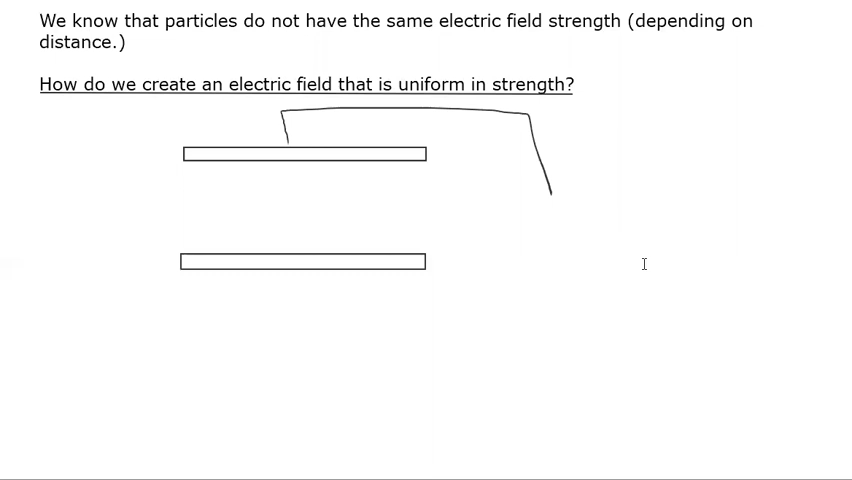 We know that particles do not have the same electric field strength (depending on
distance.)
How do we create an electric field that is uniform in strength?